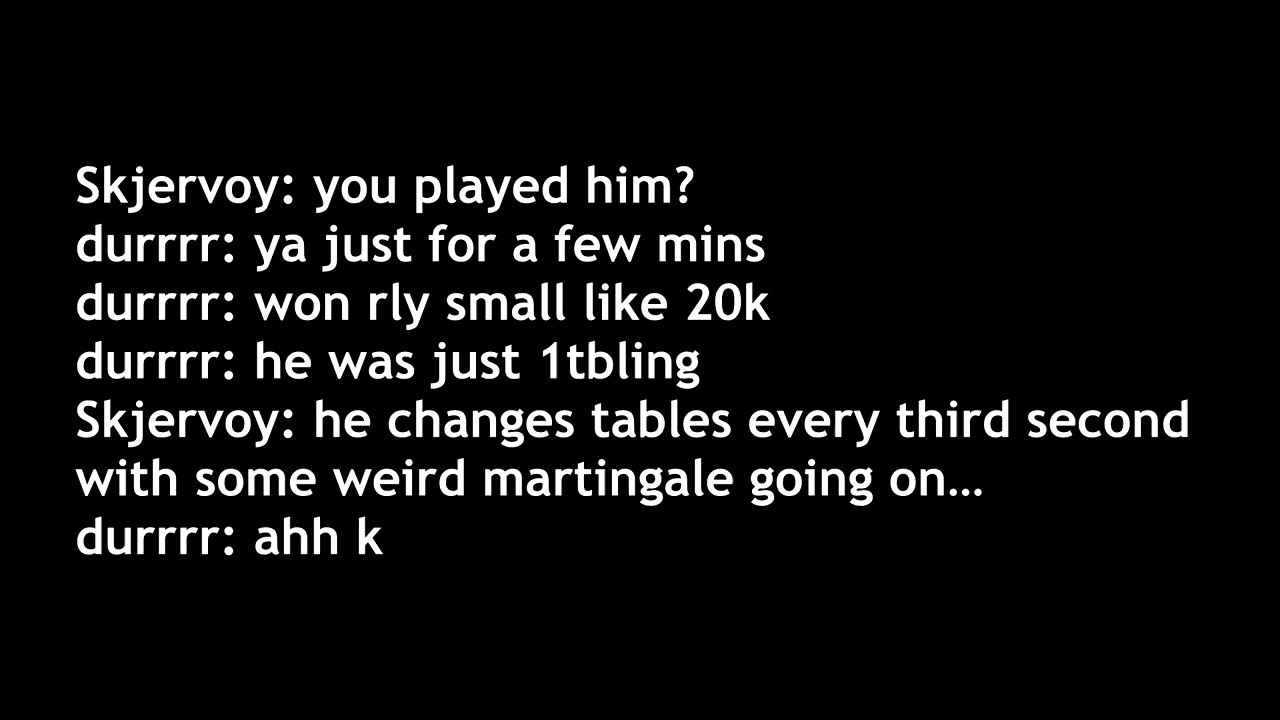 Skjervoy: you played him?
durrrr: ya just for a few mins
durrrr: won rly small like 20k
durrrr: he was just 1tbling
Skjervoy: he changes tables every third second
with some weird martingale going on…
durrrr: ahh k